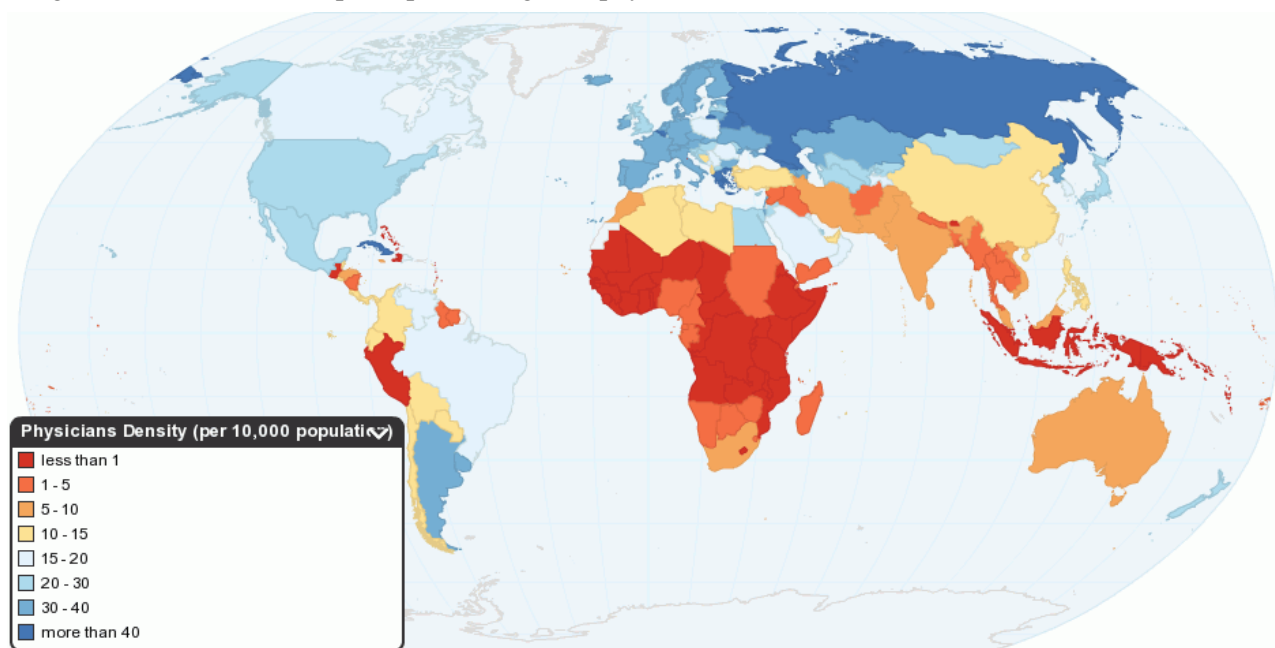 Physicians Density (per 10,000 population)
less than 1
1 - 5
5 - 10
10 - 15
15 - 20
20 - 30
30 - 40
more than 40